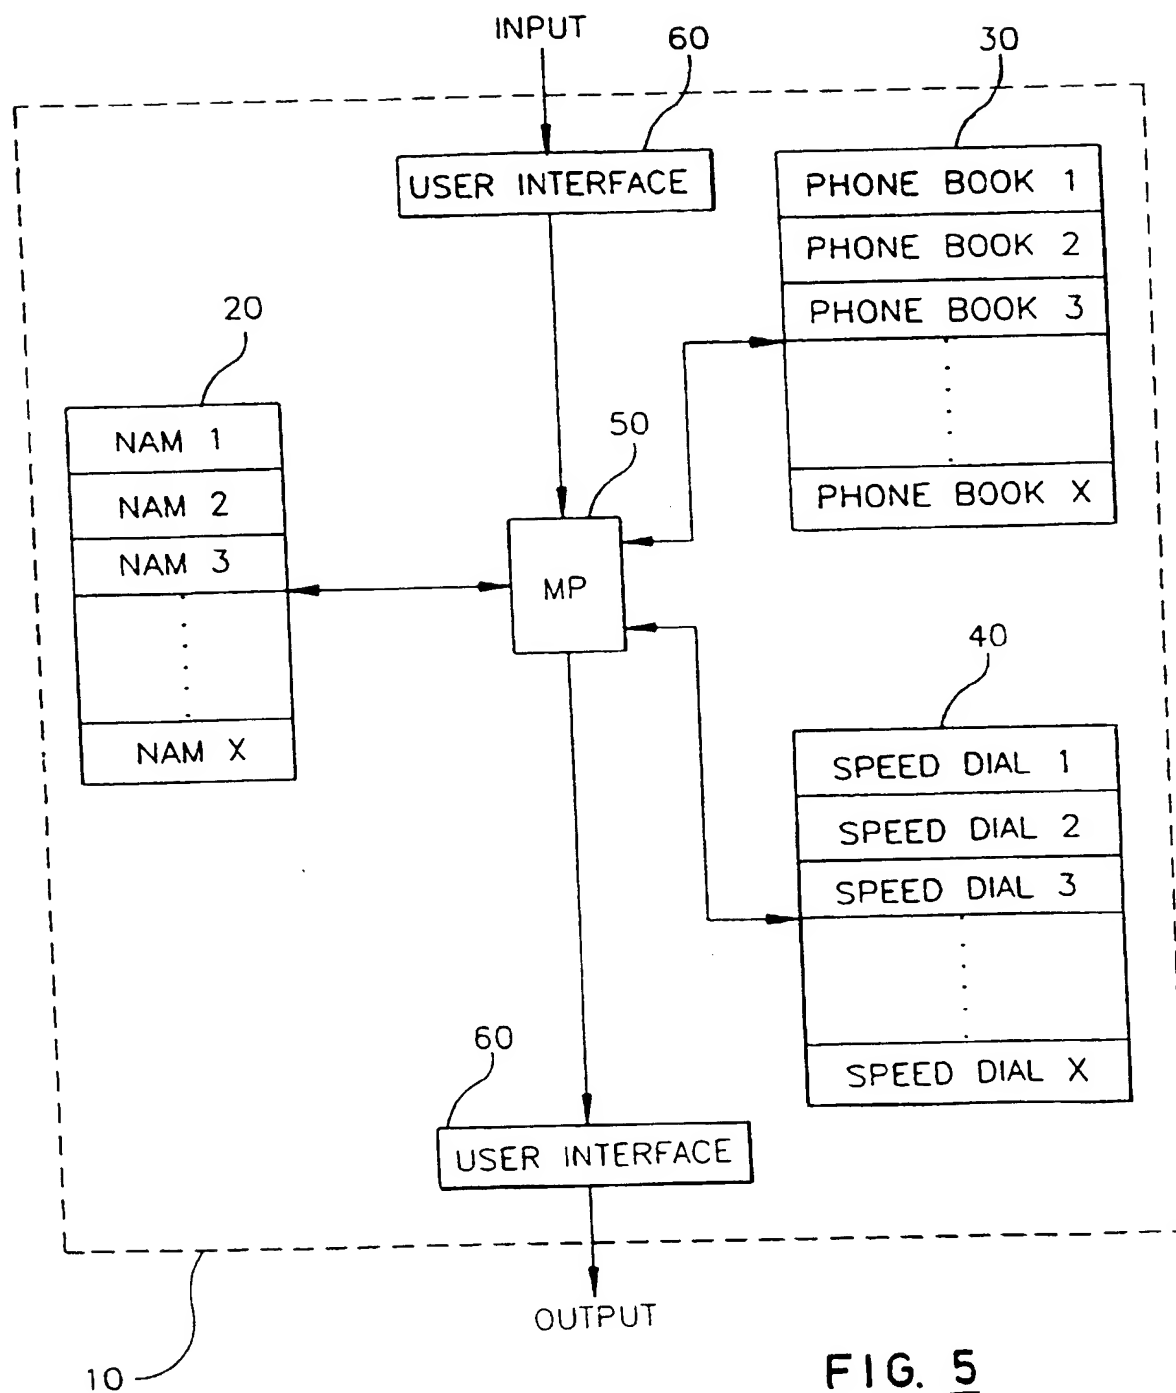 INPUT
60
30
USER INTERFACE
PHONE BOOK 1
PHONE BOOK 2
PHONE BOOK 3
PHONE BOOK X
20
NAM 1
NAM 2
NAM 3
NAM X
50
MP
40
SPEED DIAL 1
SPEED DIAL 2
SPEED DIAL 3
SPEED DIAL X
60
USER INTERFACE
OUTPUT
10
FIG. 5